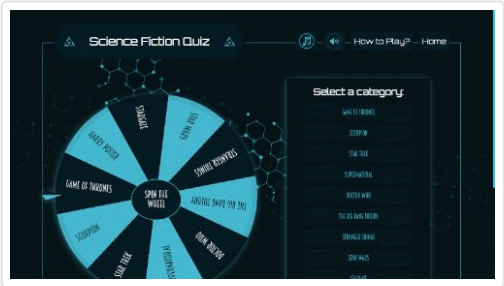 Science Fiction Quiz
How to Play?
Home
Select a category:
GAME OF THRONES
SCORPION
STAR TREK
SUPERNATURAL
DOCTOR WHO
THE BIG BANG THEORY
STRANGER THINGS
STAR WARS
STARGATE
STARGATE
STAR WARS
STRANGER THINGS
THE BIG BANG THEORY
DOCTOR WHO
SUPERNATURAL
STAR TREK
SCORPION
GAME OF THRONES
HARRY POTTER
SPIN THE
WHEEL